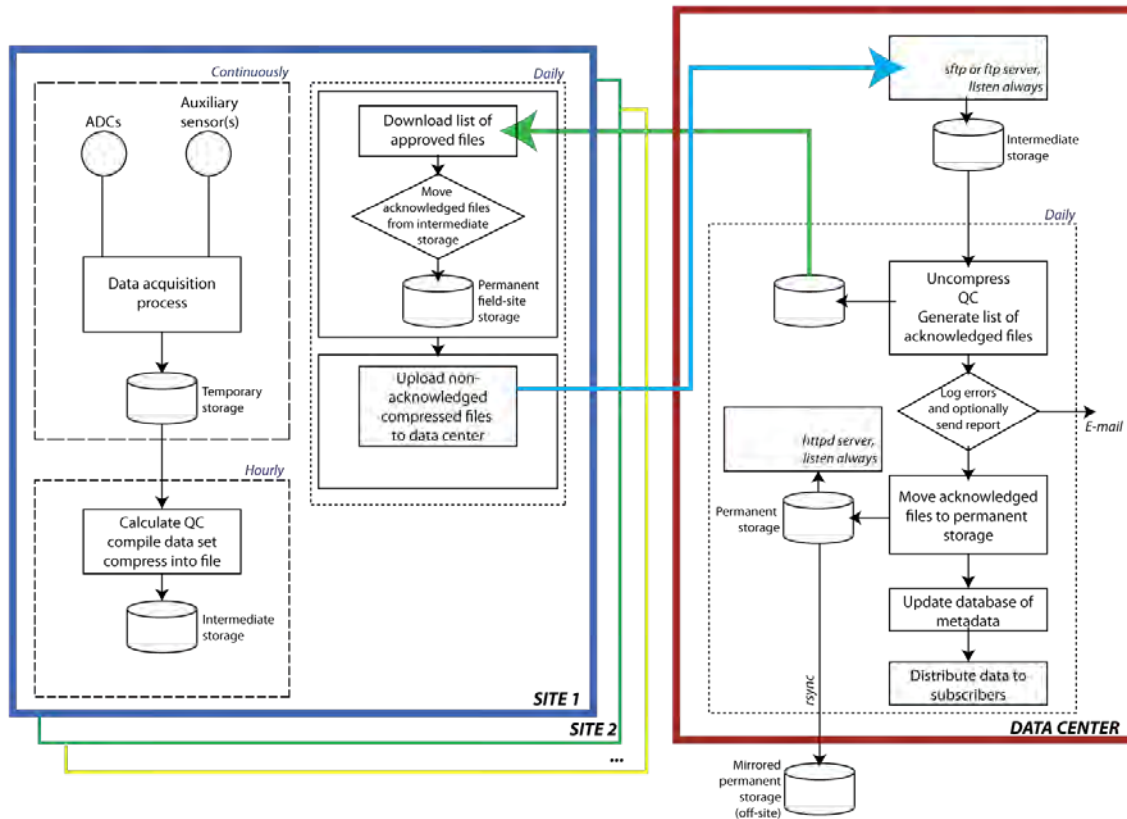 Continuously
ADCs
Auxiliary
sensor(s)
Data acquisition
process
Temporary
storage
Hourly
Calculate QC
compile data set
compress into file
Intermediate
storage
Daily
Download list of
approved files
Move
acknowledged files
from intermediate
storage
Permanent
field-site
storage
Upload non-
acknowledged
compressed files
to data center
SITE 1
SITE 2
...
sftp or ftp server,
listen always
Intermediate
storage
Daily
Uncompress
QC
Generate list of
acknowledged files
Log errors
and optionally
send report
E-mail
httpd server,
listen always
Permanent
storage
Move acknowledged
files to permanent
storage
Update database of
metadata
Distribute data to
subscribers
rsync
DATA CENTER
Mirrored
permanent
storage
(off-site)